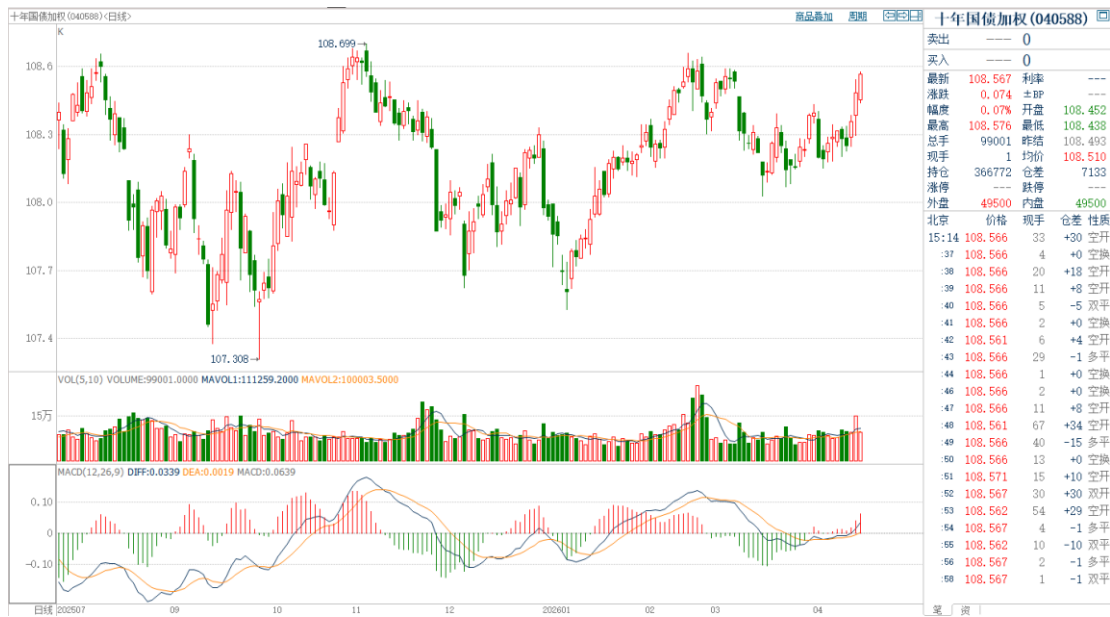 十年国债加权(040588)<日线>
商品叠加 周期
K
108.699
108.6
108.3
108.0
107.7
107.4
107.308
VOL(5,10) VOLUME:99001.0000 MAVOL1:111259.2000 MAVOL2:100003.5000
15万
MACD(12,26,9) DIFF:0.0339 DEA:0.0019 MACD:0.0639
0.10
0
-0.10
日线 202507 09 10 11 12 202601 02 03 04
十年国债加权(040588)
卖出 --- 0
买入 --- 0
最新 108.567 利率 ---
涨跌 0.074 ±BP ---
幅度 0.07% 开盘 108.452
最高 108.576 最低 108.438
总手 99001 昨结 108.493
现手 1 均价 108.510
持仓 366772 仓差 7133
涨停 --- 跌停 ---
外盘 49500 内盘 49500
北京 价格 现手 仓差 性质
15:14 108.566 33 +30 空开
:37 108.566 4 +0 空换
:38 108.566 20 +18 空开
:39 108.566 11 +8 空开
:40 108.566 5 -5 双平
:41 108.566 2 +0 空换
:42 108.561 6 +4 空开
:43 108.566 29 -1 多平
:44 108.566 1 +0 空换
:46 108.566 2 +0 空换
:47 108.566 11 +8 空开
:48 108.561 67 +34 空开
:49 108.566 40 -15 多平
:50 108.566 13 +0 空换
:51 108.571 15 +10 空开
:52 108.567 30 +30 双开
:53 108.562 54 +29 空开
:54 108.567 4 -1 多平
:55 108.562 10 -10 双平
:56 108.567 2 -1 多平
:58 108.567 1 -1 双平
笔 资